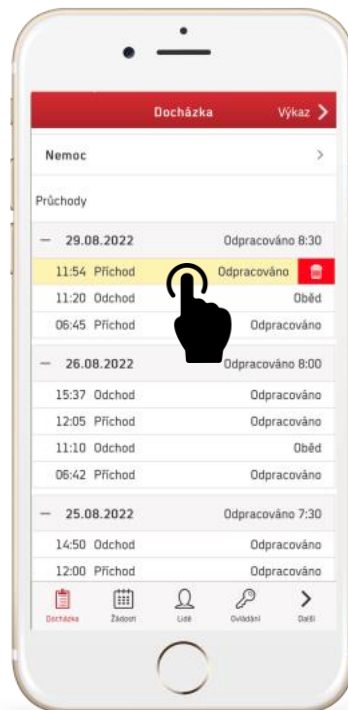 Docházka Výkaz
Nemoc
Průchody
— 29.08.2022 Odpracováno 8:30
11:54 Příchod Odpracováno
11:20 Odchod Oběd
06:45 Příchod Odpracováno
— 26.08.2022 Odpracováno 8:00
15:37 Odchod Odpracováno
12:05 Příchod Odpracováno
11:10 Odchod Oběd
06:42 Příchod Odpracováno
— 25.08.2022 Odpracováno 7:30
14:50 Odchod Odpracováno
12:00 Příchod Odpracováno
Docházka Žádosti Lidé Ovládání Další